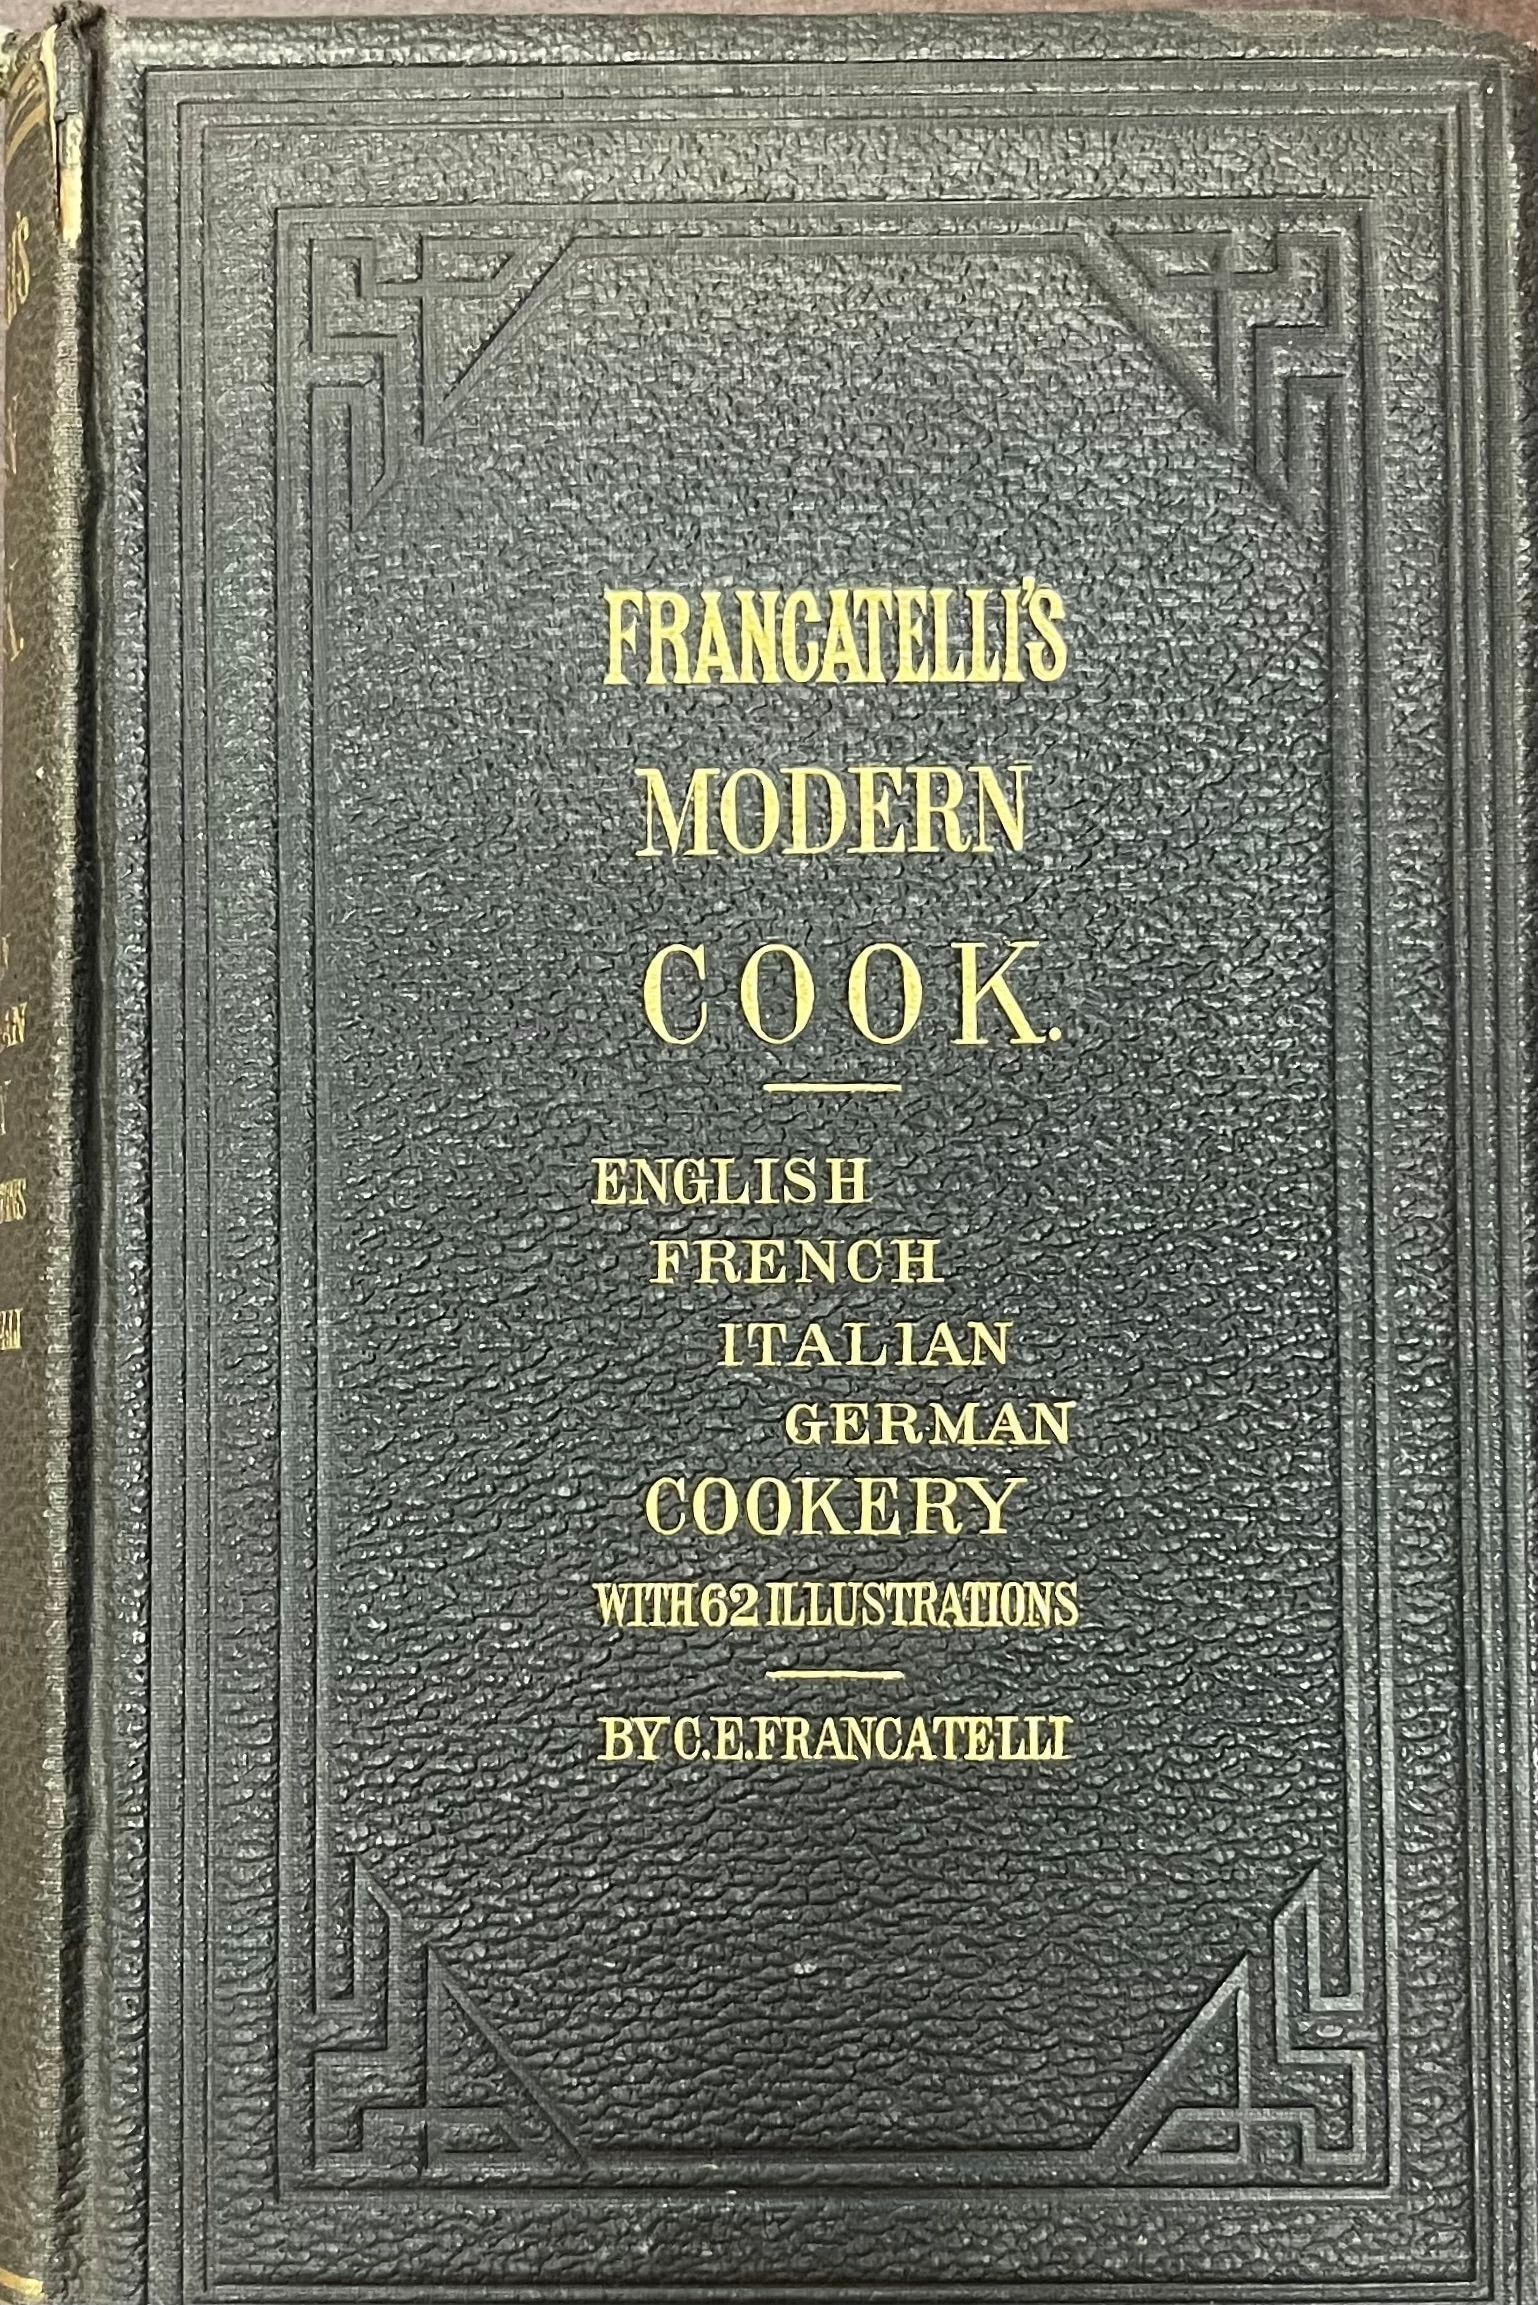 FRANCATELLI'S
MODERN
COOK.
ENGLISH
FRENCH
ITALIAN
GERMAN
COOKERY
WITH 62 ILLUSTRATIONS
BY C.E. FRANCATELLI